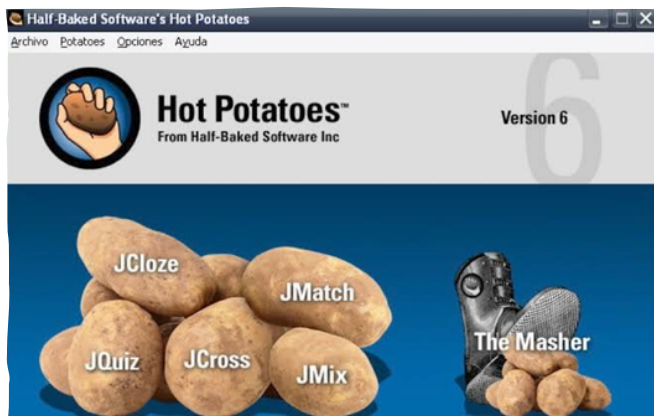 Half-Baked Software's Hot Potatoes
Archivo Potatoes Opciones Ayuda
Hot Potatoes™
From Half-Baked Software Inc
Version 6
6
JCloze
JMatch
JQuiz
JCross
JMix
The Masher